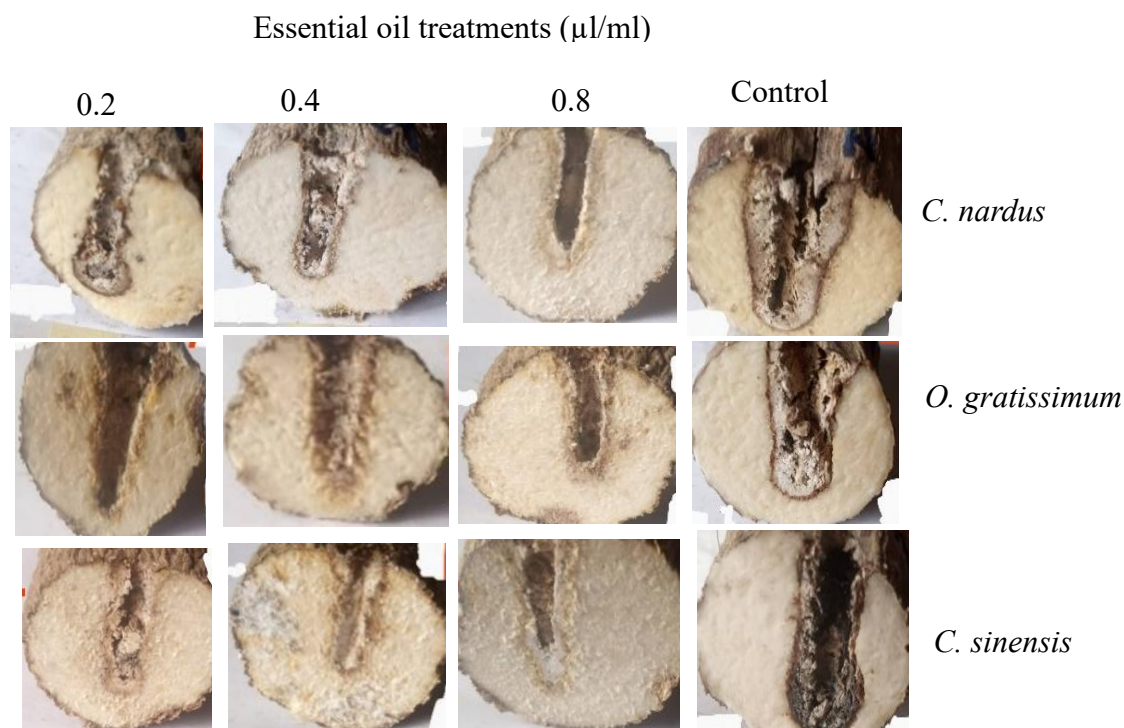 Essential oil treatments (µl/ml)
0.2 0.4 0.8 Control
C. nardus
O. gratissimum
C. sinensis